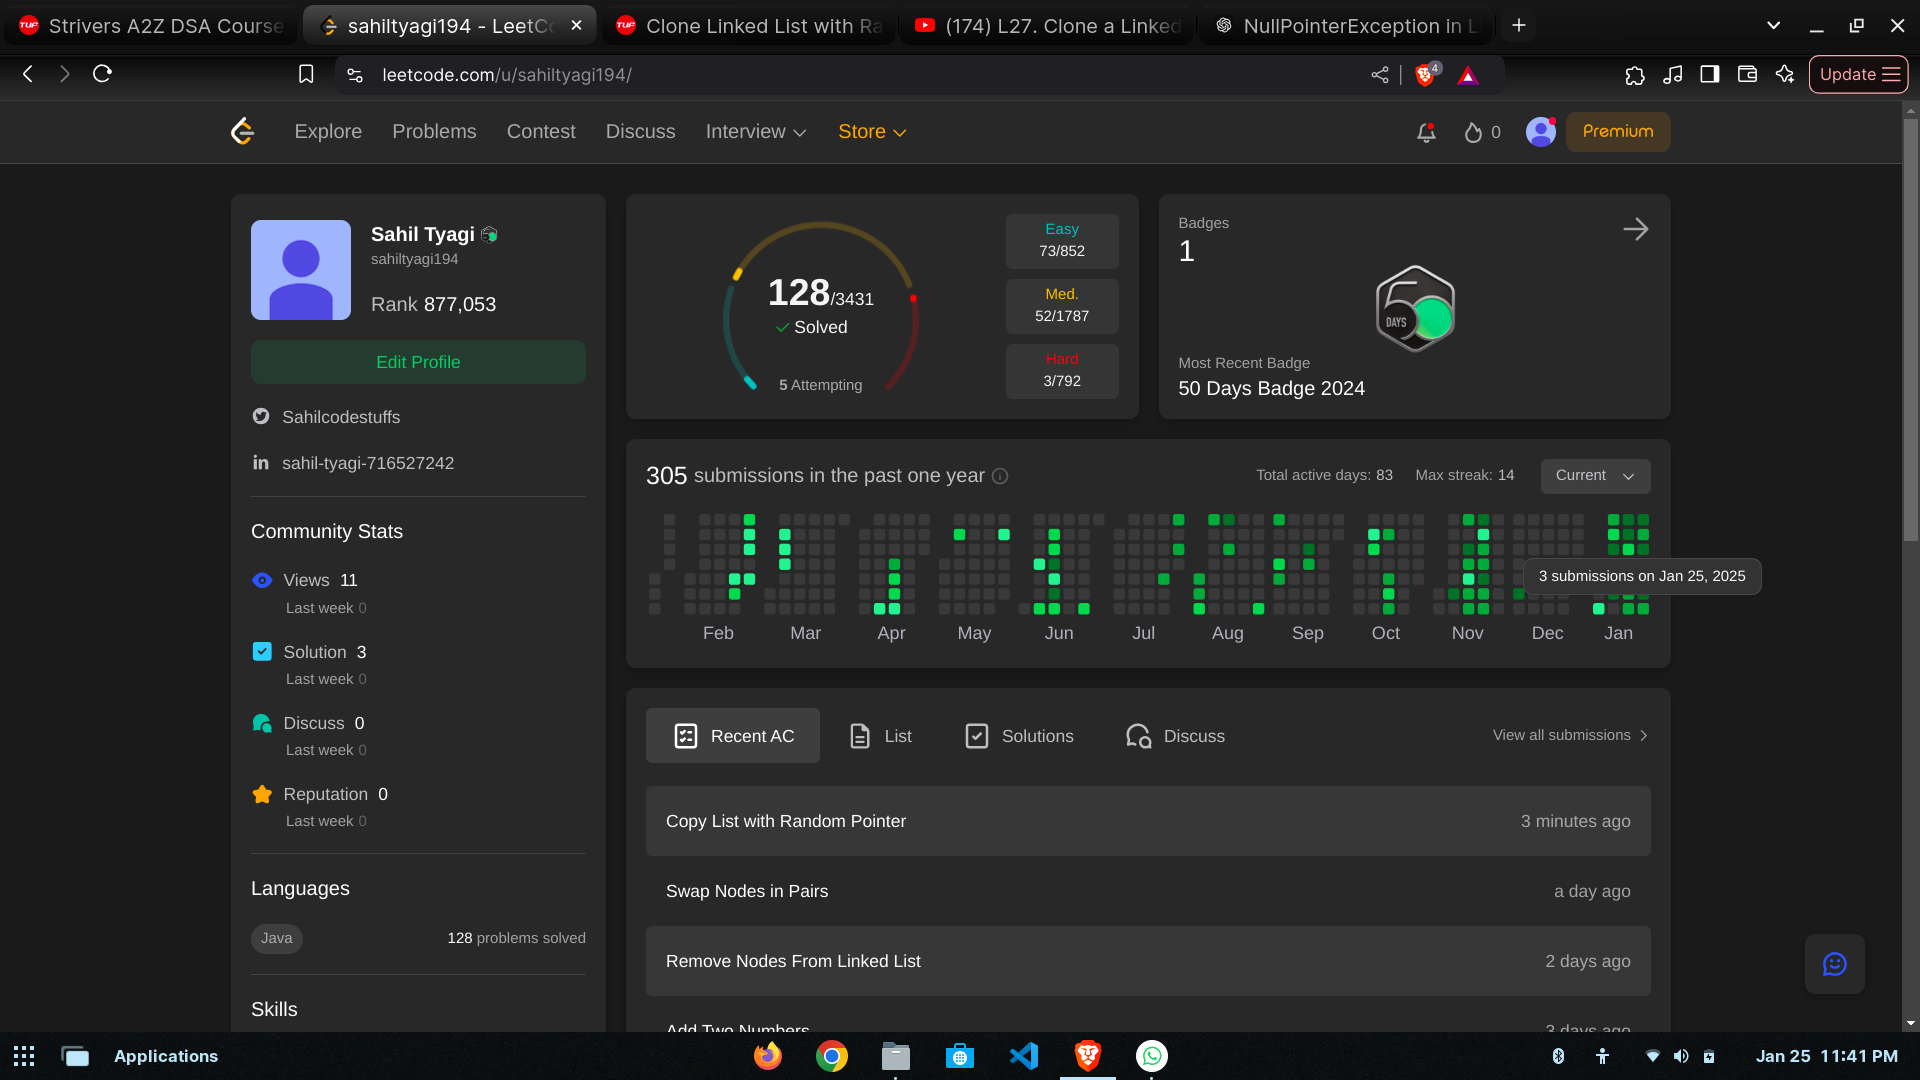 Strivers A2Z DSA Course
sahiltyagi194 - LeetCo
Clone Linked List with Ra
(174) L27. Clone a Linked
NullPointerException in L
leetcode.com/u/sahiltyagi194/
4
Update
Explore
Problems
Contest
Discuss
Interview
Store
0
Premium
Sahil Tyagi
sahiltyagi194
Rank 877,053
Edit Profile
Sahilcodestuffs
sahil-tyagi-716527242
Community Stats
Views 11
Last week 0
Solution 3
Last week 0
Discuss 0
Last week 0
Reputation 0
Last week 0
Languages
Java
128 problems solved
Skills
128/3431
Solved
5 Attempting
Easy
73/852
Med.
52/1787
Hard
3/792
Badges
1
50
DAYS
Most Recent Badge
50 Days Badge 2024
305 submissions in the past one year
Total active days: 83
Max streak: 14
Current
3 submissions on Jan 25, 2025
Feb
Mar
Apr
May
Jun
Jul
Aug
Sep
Oct
Nov
Dec
Jan
Recent AC
List
Solutions
Discuss
View all submissions
Copy List with Random Pointer
3 minutes ago
Swap Nodes in Pairs
a day ago
Remove Nodes From Linked List
2 days ago
Add Two Numbers
3 days ago
Applications
Jan 25 11:41 PM